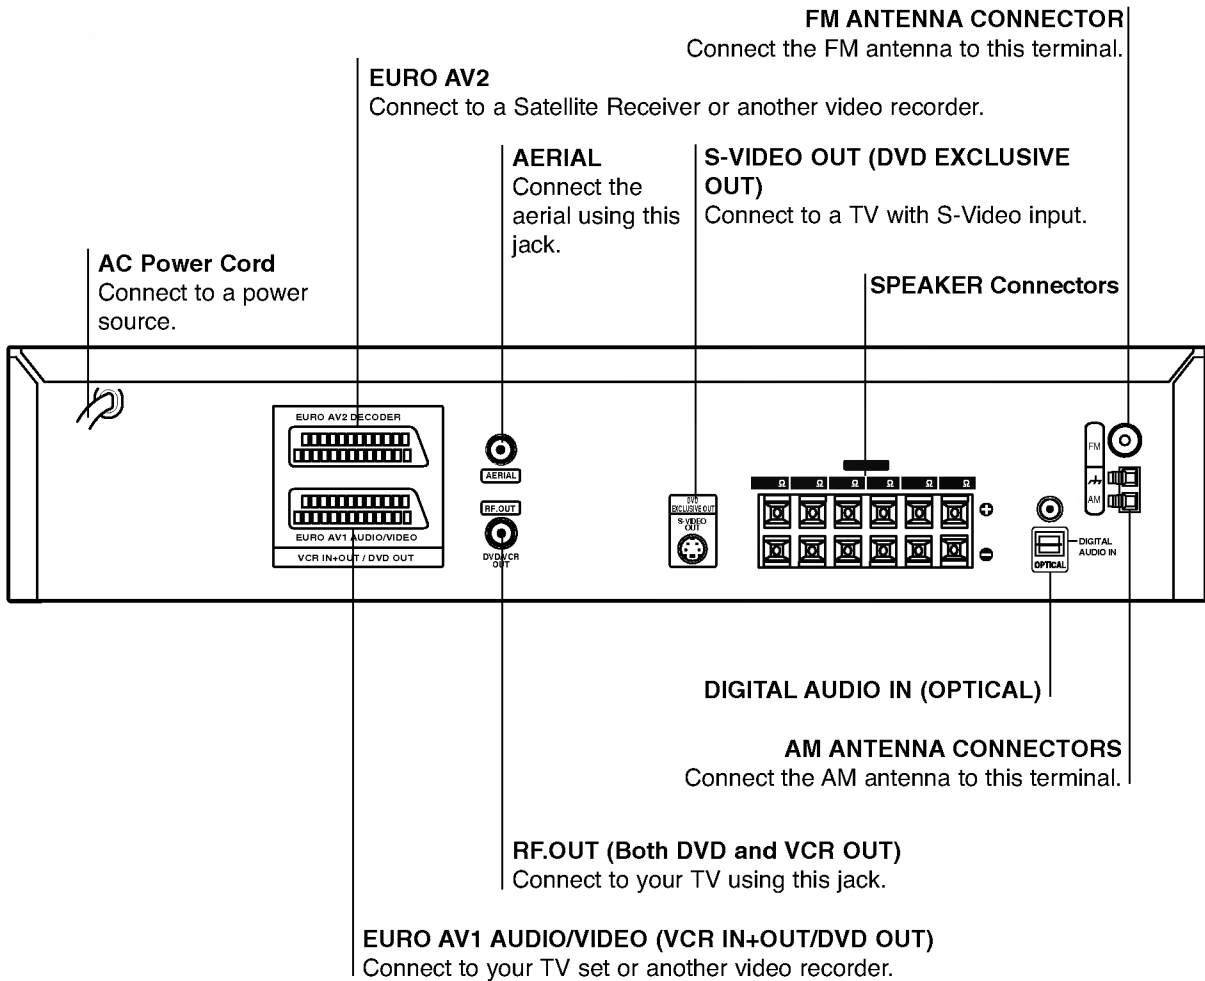 FM ANTENNA CONNECTOR
Connect the FM antenna to this terminal.
EURO AV2
Connect to a Satellite Receiver or another video recorder.
AERIAL
Connect the
aerial using this
jack.
S-VIDEO OUT (DVD EXCLUSIVE
OUT)
Connect to a TV with S-Video input.
AC Power Cord
Connect to a power
source.
SPEAKER Connectors
EURO AV2 DECODER
EURO AV1 AUDIO/VIDEO
VCR IN+OUT / DVD OUT
AERIAL
RF.OUT
DVD/VCR
OUT
DVD
EXCLUSIVE OUT
S-VIDEO
OUT
Ω Ω Ω Ω Ω Ω
FM
AM
DIGITAL
AUDIO IN
OPTICAL
DIGITAL AUDIO IN (OPTICAL)
AM ANTENNA CONNECTORS
Connect the AM antenna to this terminal.
RF.OUT (Both DVD and VCR OUT)
Connect to your TV using this jack.
EURO AV1 AUDIO/VIDEO (VCR IN+OUT/DVD OUT)
Connect to your TV set or another video recorder.